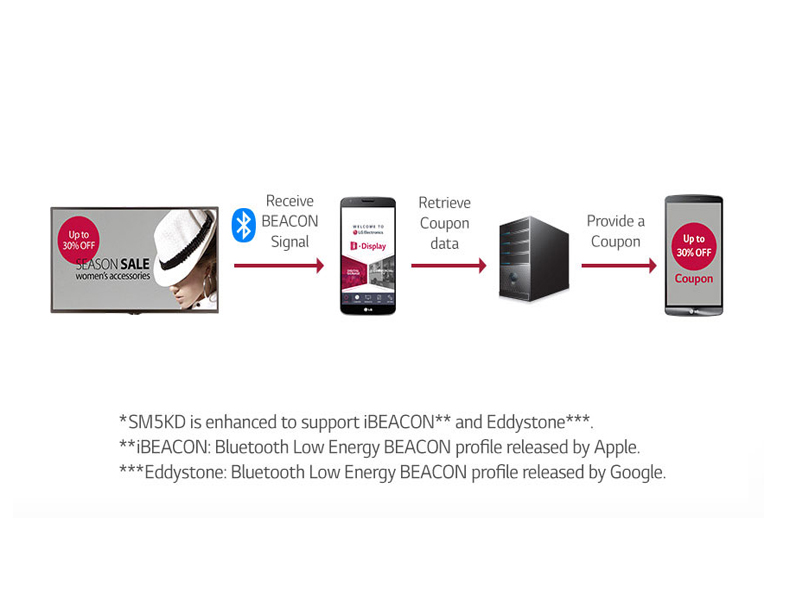 Up to
30% OFF
SEASON SALE
women's accessories
Receive
BEACON
Signal
WELCOME TO
LG Electronics
i-Display
LG
Retrieve
Coupon
data
Provide a
Coupon
Up to
30% OFF
Coupon
LG
*SM5KD is enhanced to support iBEACON** and Eddystone***.
**iBEACON: Bluetooth Low Energy BEACON profile released by Apple.
***Eddystone: Bluetooth Low Energy BEACON profile released by Google.